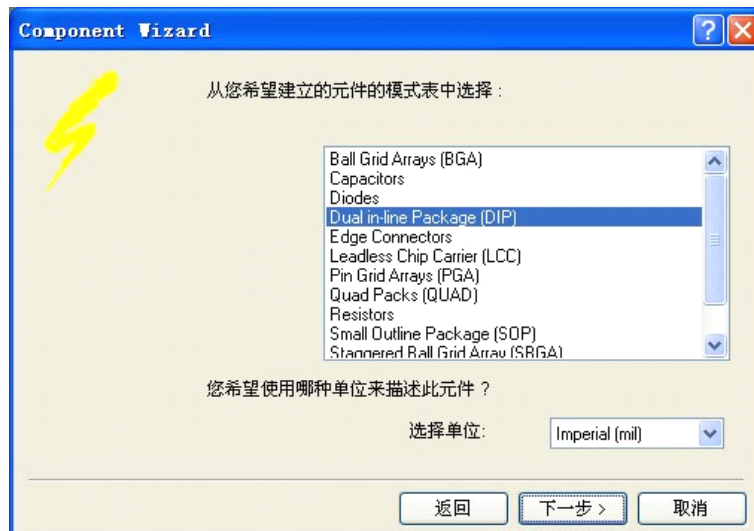 Component Wizard
从您希望建立的元件的模式表中选择：
Ball Grid Arrays (BGA)
Capacitors
Diodes
Dual in-line Package (DIP)
Edge Connectors
Leadless Chip Carrier (LCC)
Pin Grid Arrays (PGA)
Quad Packs (QUAD)
Resistors
Small Outline Package (SOP)
Staggered Ball Grid Array (SBGA)
您希望使用哪种单位来描述此元件？
选择单位: Imperial (mil)
返回 下一步 > 取消